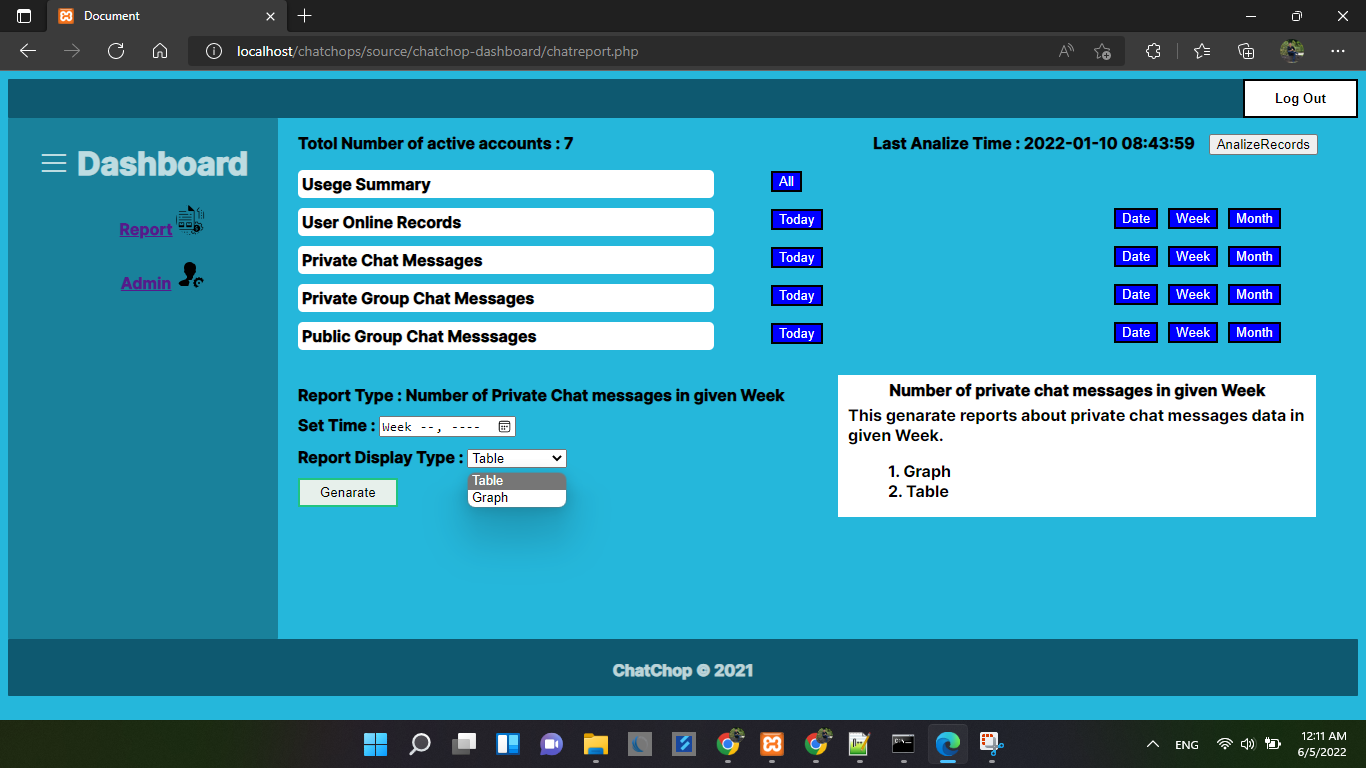 Document
localhost/chatchops/source/chatchop-dashboard/chatreport.php
Log Out
Dashboard
Report
Admin
Totol Number of active accounts : 7
Last Analize Time : 2022-01-10 08:43:59
AnalizeRecords
Usege Summary
All
User Online Records
Today
Date Week Month
Private Chat Messages
Today
Date Week Month
Private Group Chat Messages
Today
Date Week Month
Public Group Chat Messsages
Today
Date Week Month
Report Type : Number of Private Chat messages in given Week
Set Time : Week --, ----
Report Display Type : Table
Table
Graph
Genarate
Number of private chat messages in given Week
This genarate reports about private chat messages data in
given Week.
1. Graph
2. Table
ChatChop © 2021
ENG
12:11 AM
6/5/2022